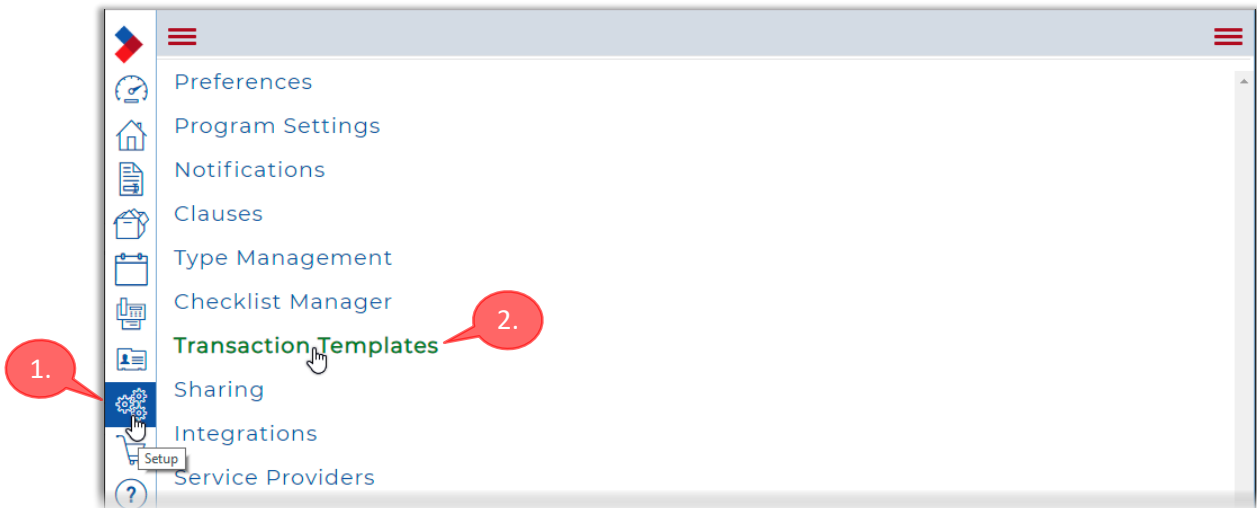 Preferences
Program Settings
Notifications
Clauses
Type Management
Checklist Manager
2.
Transaction Templates
1.
Sharing
Integrations
Setup
Service Providers
?